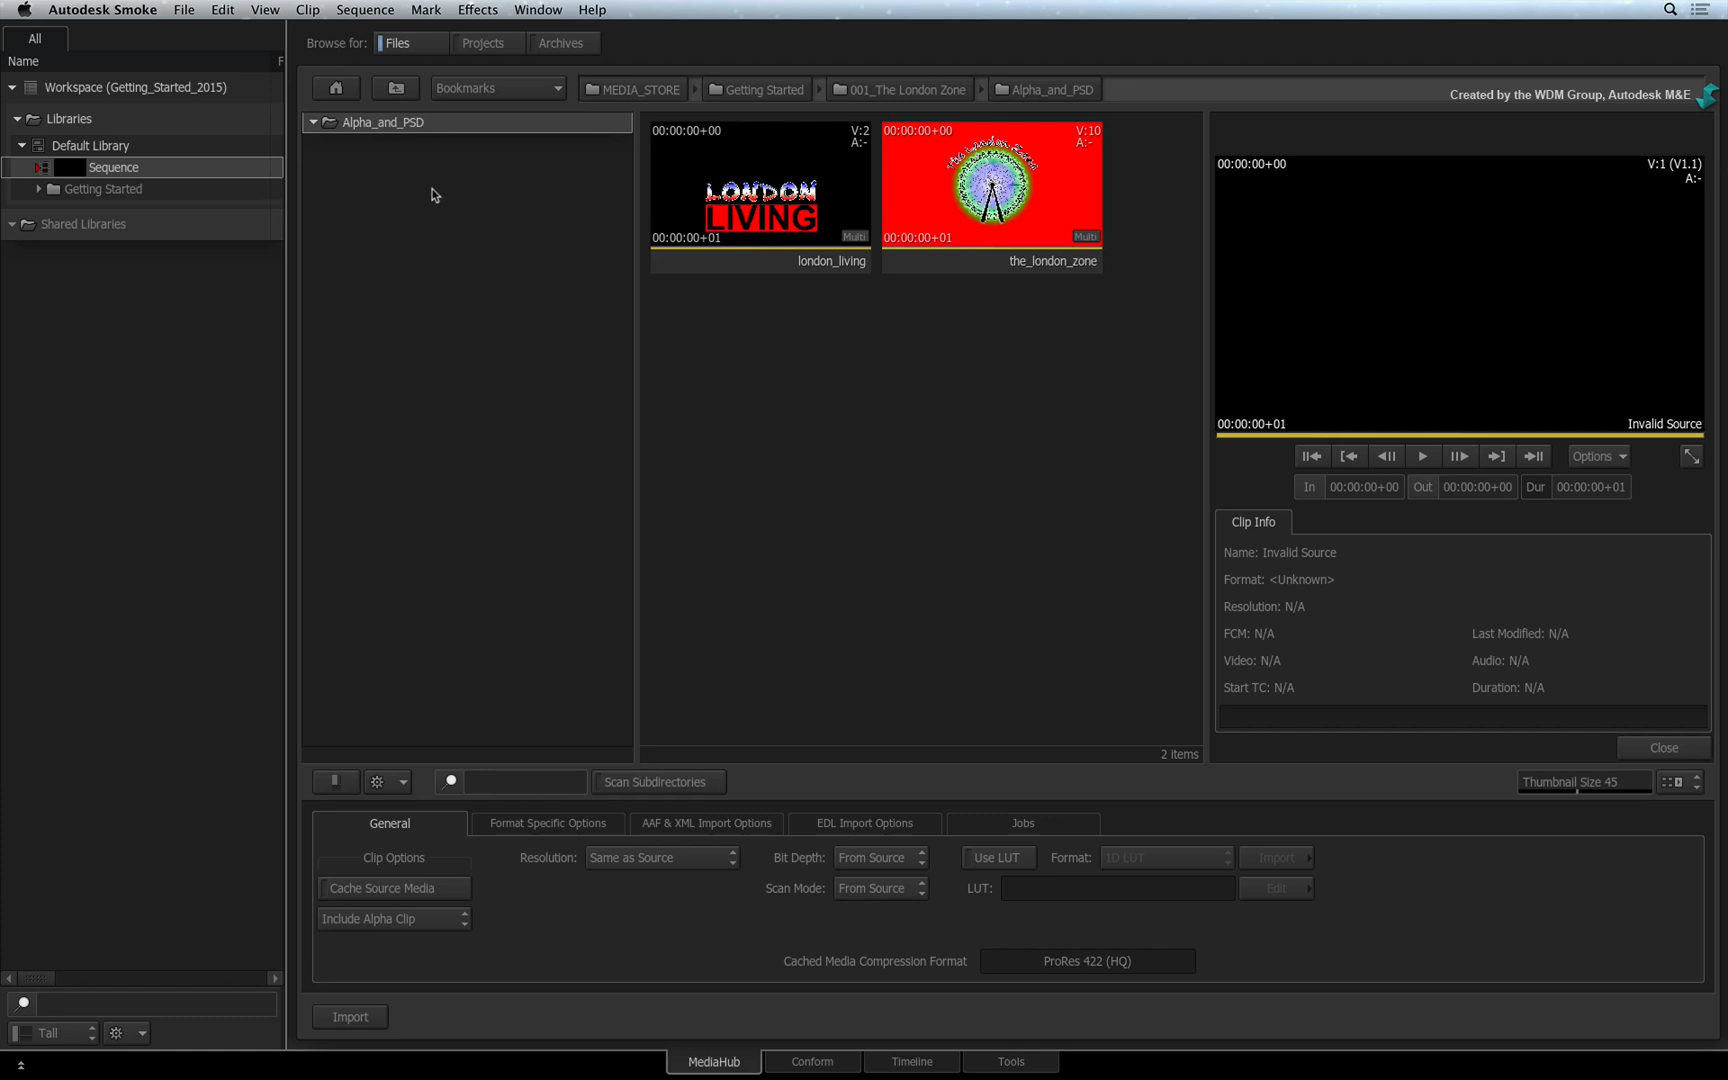 Autodesk Smoke File Edit View Clip Sequence Mark Effects Window Help
All
Name F
Workspace (Getting_Started_2015)
Libraries
Default Library
Sequence
Getting Started
Shared Libraries
Tall
Browse for: Files Projects Archives
Bookmarks MEDIA_STORE Getting Started 001_The London Zone Alpha_and_PSD
Created by the WDM Group, Autodesk M&E
Alpha_and_PSD
00:00:00+00 V:2
A:-
LONDON
LIVING
00:00:00+01 Multi
london_living
00:00:00+00 V:10
A:-
The London Zone
00:00:00+01 Multi
the_london_zone
2 items
00:00:00+00 V:1 (V1.1)
A:-
00:00:00+01 Invalid Source
Options
In 00:00:00+00 Out 00:00:00+00 Dur 00:00:00+01
Clip Info
Name: Invalid Source
Format: <Unknown>
Resolution: N/A
FCM: N/A Last Modified: N/A
Video: N/A Audio: N/A
Start TC: N/A Duration: N/A
Close
Scan Subdirectories Thumbnail Size 45
General Format Specific Options AAF & XML Import Options EDL Import Options Jobs
Clip Options Resolution: Same as Source Bit Depth: From Source Use LUT Format: 1D LUT Import
Cache Source Media Scan Mode: From Source LUT: Edit
Include Alpha Clip
Cached Media Compression Format ProRes 422 (HQ)
Import
MediaHub Conform Timeline Tools